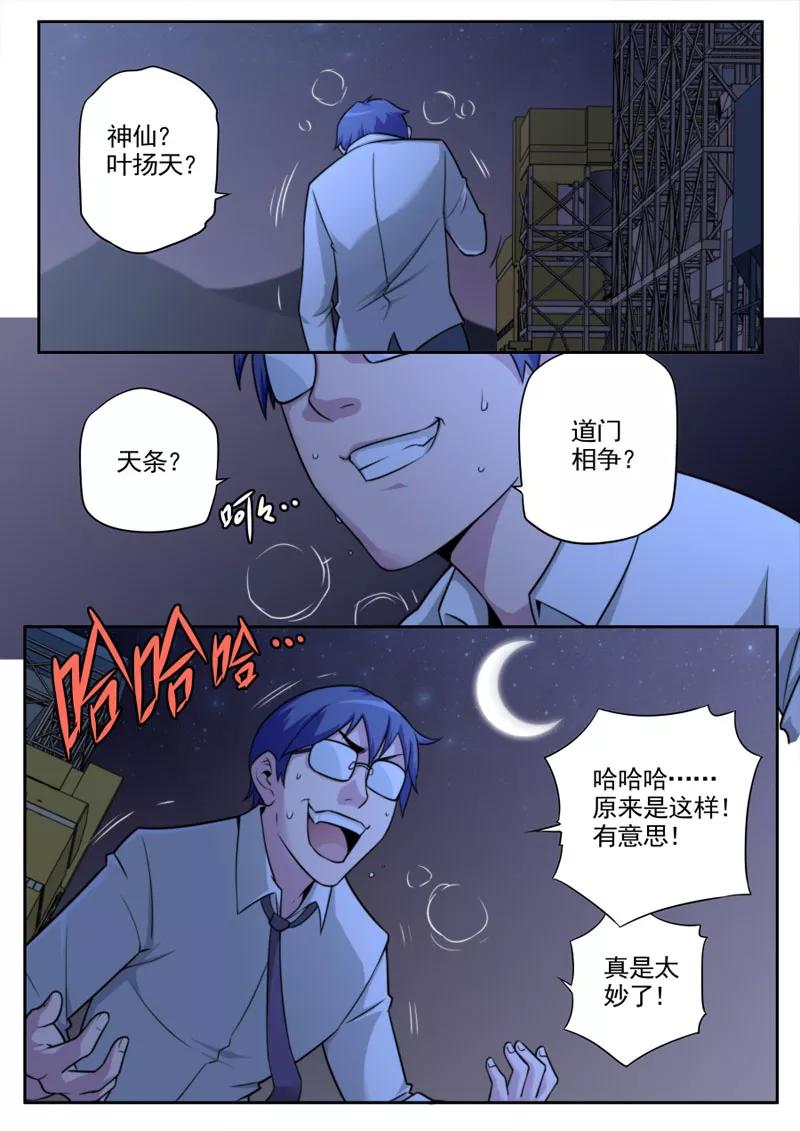 神仙？
叶扬天？
天条？
道门
相争？
呵呵··
哈哈哈···
哈哈哈……
原来是这样！
有意思！
真是太
妙了！